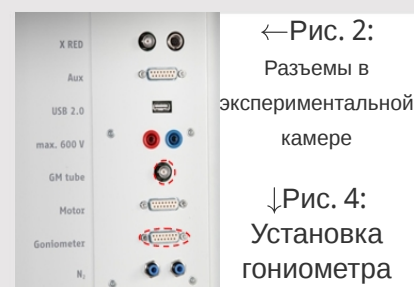 X RED
Aux
USB 2.0
max. 600 V
GM tube
Motor
Goniometer
N₂
←Рис. 2:
Разъемы в
экспериментальной
камере
↓Рис. 4:
Установка
гониометра